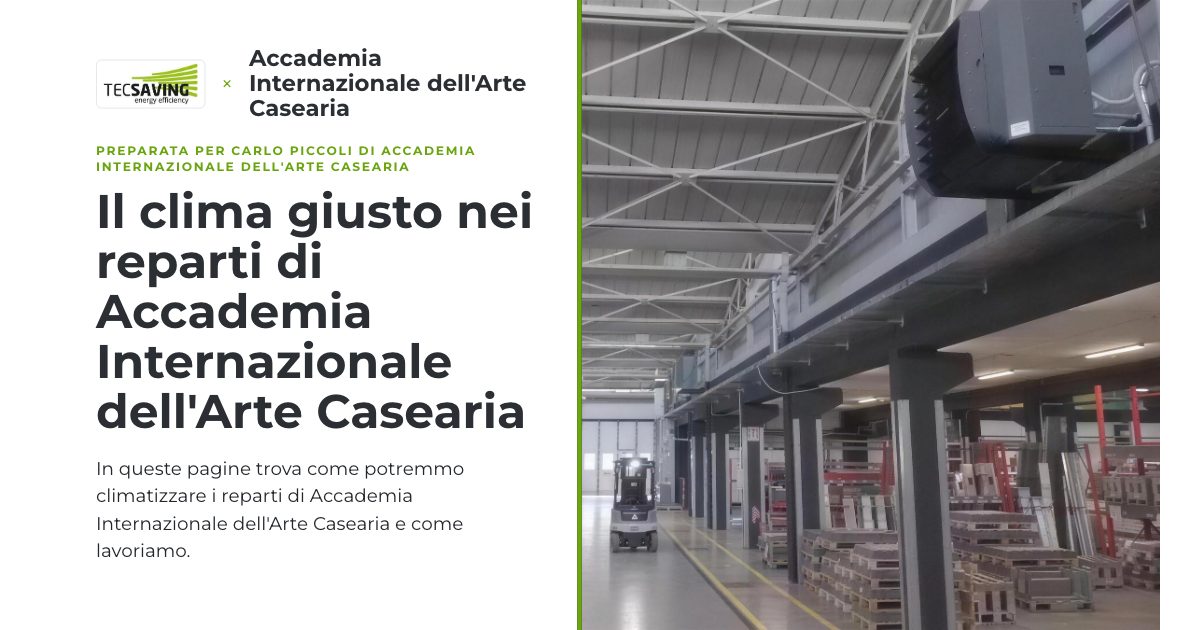 TECSAVING
energy efficiency
×
Accademia
Internazionale dell'Arte
Casearia
PREPARATA PER CARLO PICCOLI DI ACCADEMIA
INTERNAZIONALE DELL'ARTE CASEARIA
Il clima giusto nei
reparti di
Accademia
Internazionale
dell'Arte Casearia
In queste pagine trova come potremmo
climatizzare i reparti di Accademia
Internazionale dell'Arte Casearia e come
lavoriamo.